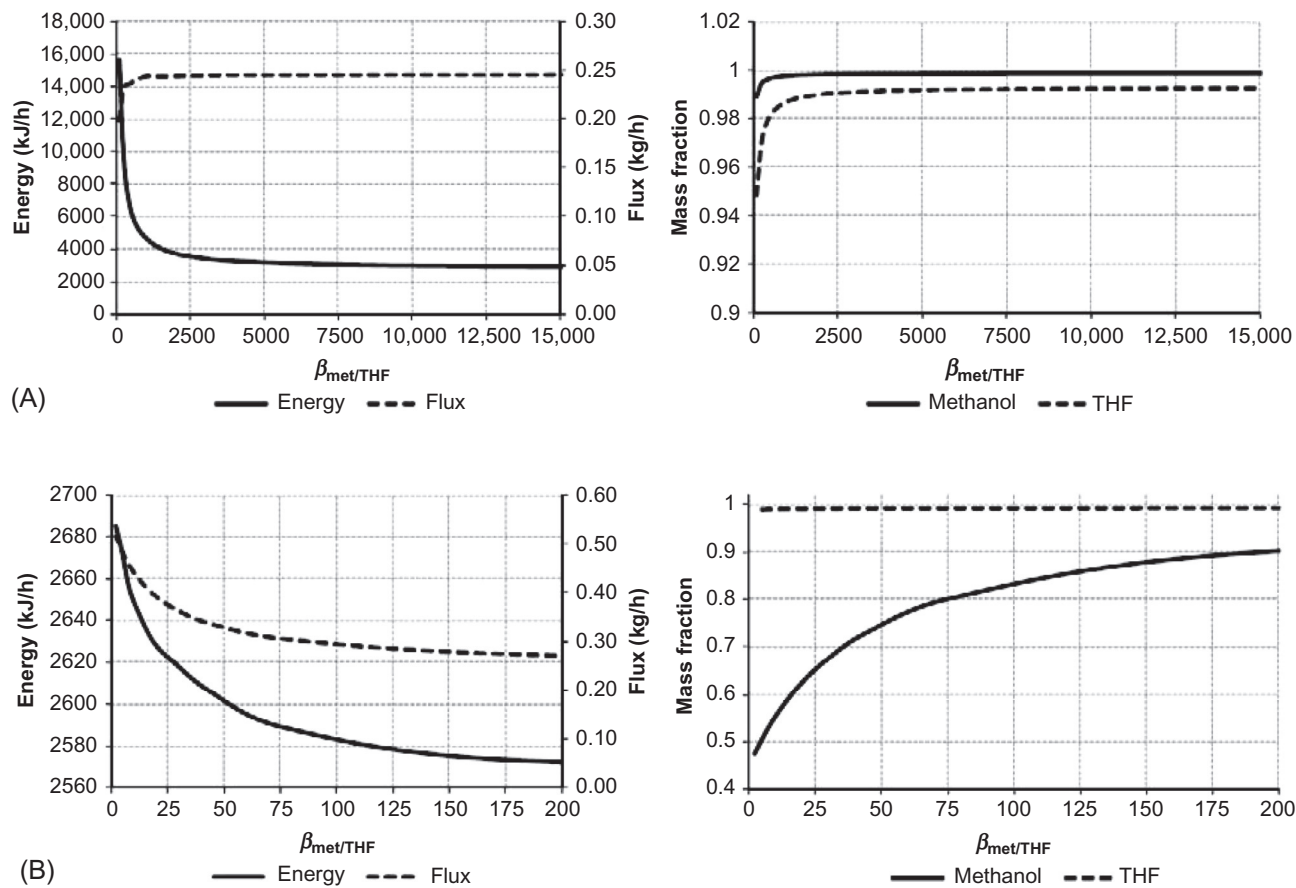 18,000
16,000
14,000
12,000
10,000
8000
6000
4000
2000
0
Energy (kJ/h)
0.30
0.25
0.20
0.15
0.10
0.05
0.00
Flux (kg/h)
0 2500 5000 7500 10,000 12,500 15,000
βmet/THF
Energy Flux
1.02
1
0.98
0.96
0.94
0.92
0.9
Mass fraction
0 2500 5000 7500 10,000 12,500 15,000
βmet/THF
Methanol THF
(A)
2700
2680
2660
2640
2620
2600
2580
2560
Energy (kJ/h)
0.60
0.50
0.40
0.30
0.20
0.10
0.00
Flux (kg/h)
0 25 50 75 100 125 150 175 200
βmet/THF
Energy Flux
1
0.9
0.8
0.7
0.6
0.5
0.4
Mass fraction
0 25 50 75 100 125 150 175 200
βmet/THF
Methanol THF
(B)